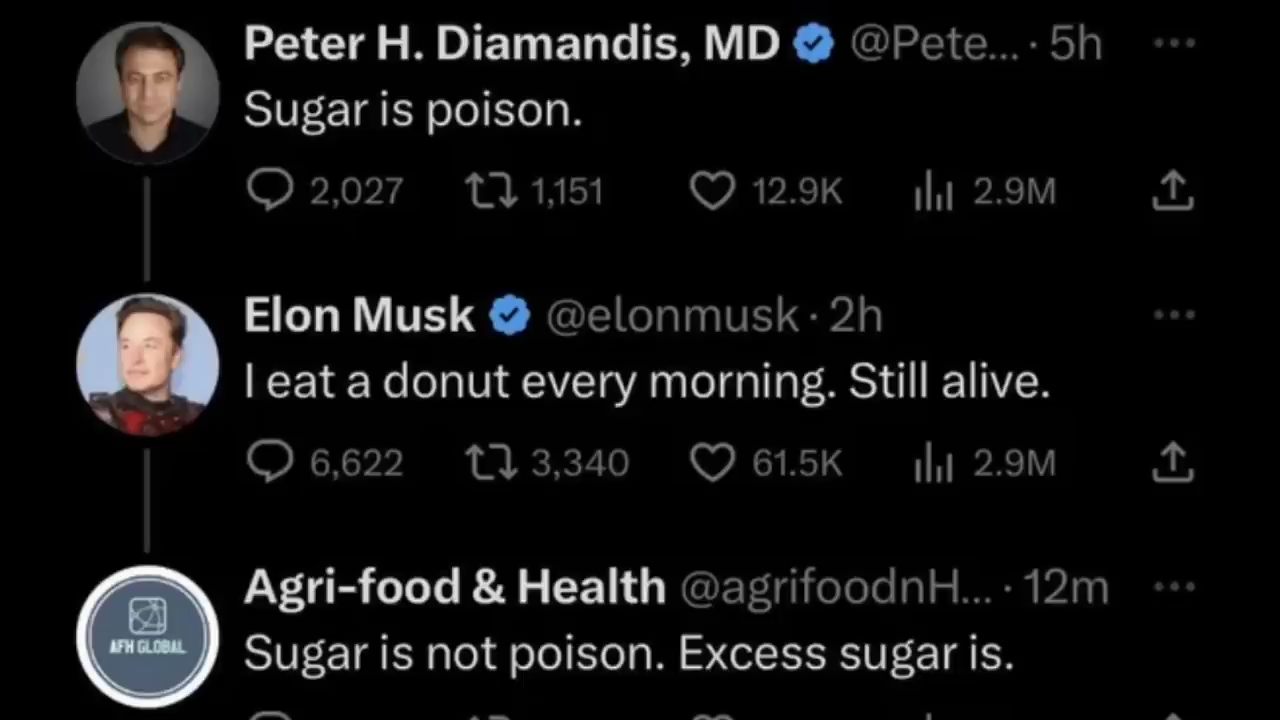 Peter H. Diamandis, MD @Pete... · 5h
Sugar is poison.
2,027 1,151 12.9K 2.9M
Elon Musk @elonmusk · 2h
I eat a donut every morning. Still alive.
6,622 3,340 61.5K 2.9M
Agri-food & Health @agrifoodnH... · 12m
AFH GLOBAL
Sugar is not poison. Excess sugar is.